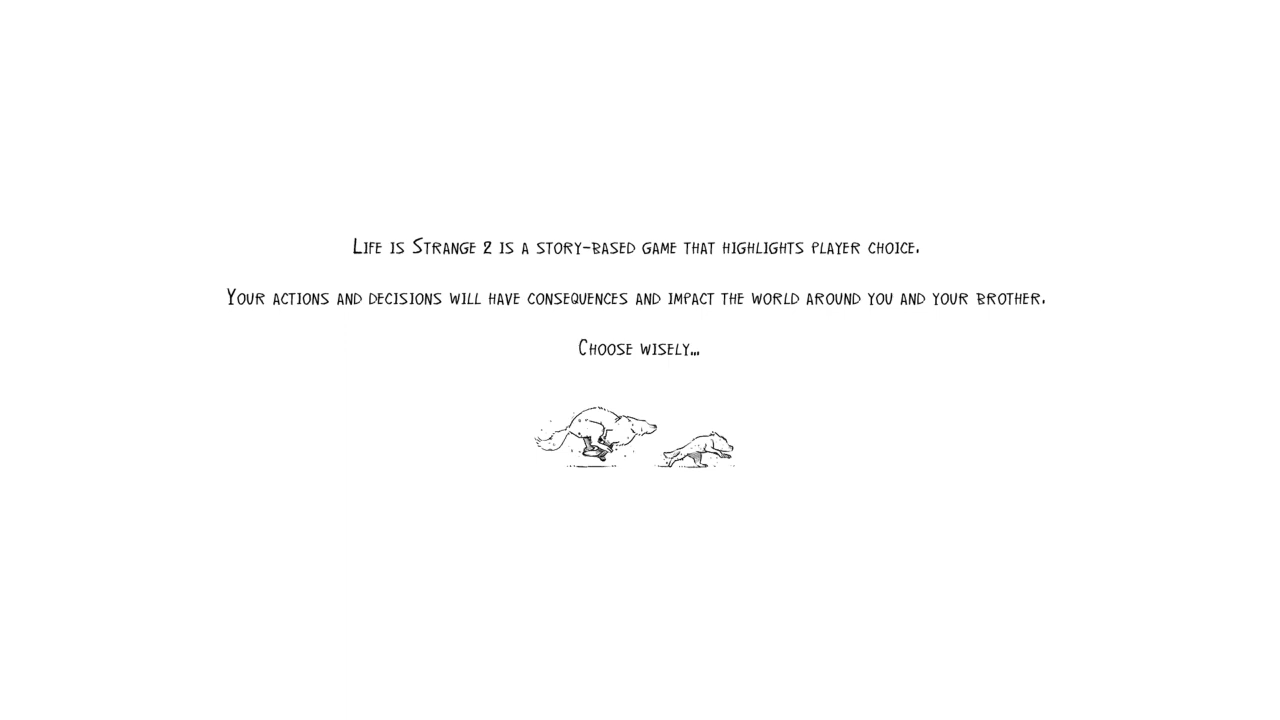 Life is Strange 2 is a story-based game that highlights player choice.
Your actions and decisions will have consequences and impact the world around you and your brother.
Choose wisely...